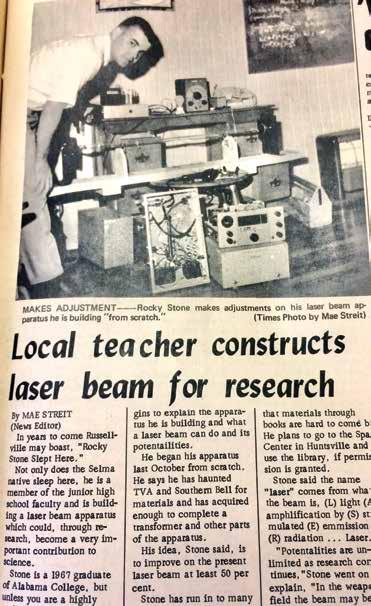 MAKES ADJUSTMENT——Rocky Stone makes adjustments on his laser beam ap-
paratus he is building "from scratch."
(Times Photo by Mae Streit)
Local teacher constructs
laser beam for research
By MAE STREIT
(News Editor)
In years to come Russell-
ville may boast, "Rocky
Stone Slept Here."
Not only does the Selma
native sleep here, he is a
member of the junior high
school faculty and is build-
ing a laser beam apparatus
which could, through re-
search, become a very im-
portant contribution to
science.
Stone is a 1967 graduate
of Alabama College, but
unless you are a highly
gins to explain the appara-
tus he is building and what
a laser beam can do and its
potentailities.
He began his apparatus
last October from scratch.
He says he has haunted
TVA and Southern Bell for
materials and has acquired
enough to complete a
transformer and other parts
of the apparatus.
His idea, Stone said, is
to improve on the present
laser beam at least 50 per
cent.
Stone has run in to many
that materials through
books are hard to come
He plans to go to the
Center in Huntsville and
use the library, if
sion is granted.
Stone said the name
"laser" comes from
the beam is, (L) light (A
amphification by (S) st
mulated (E) emmission
(R) radiation ... Laser.
"Potentalities are un-
limited as research
tinues, "Stone went on
explain, "In the
field the beam may be